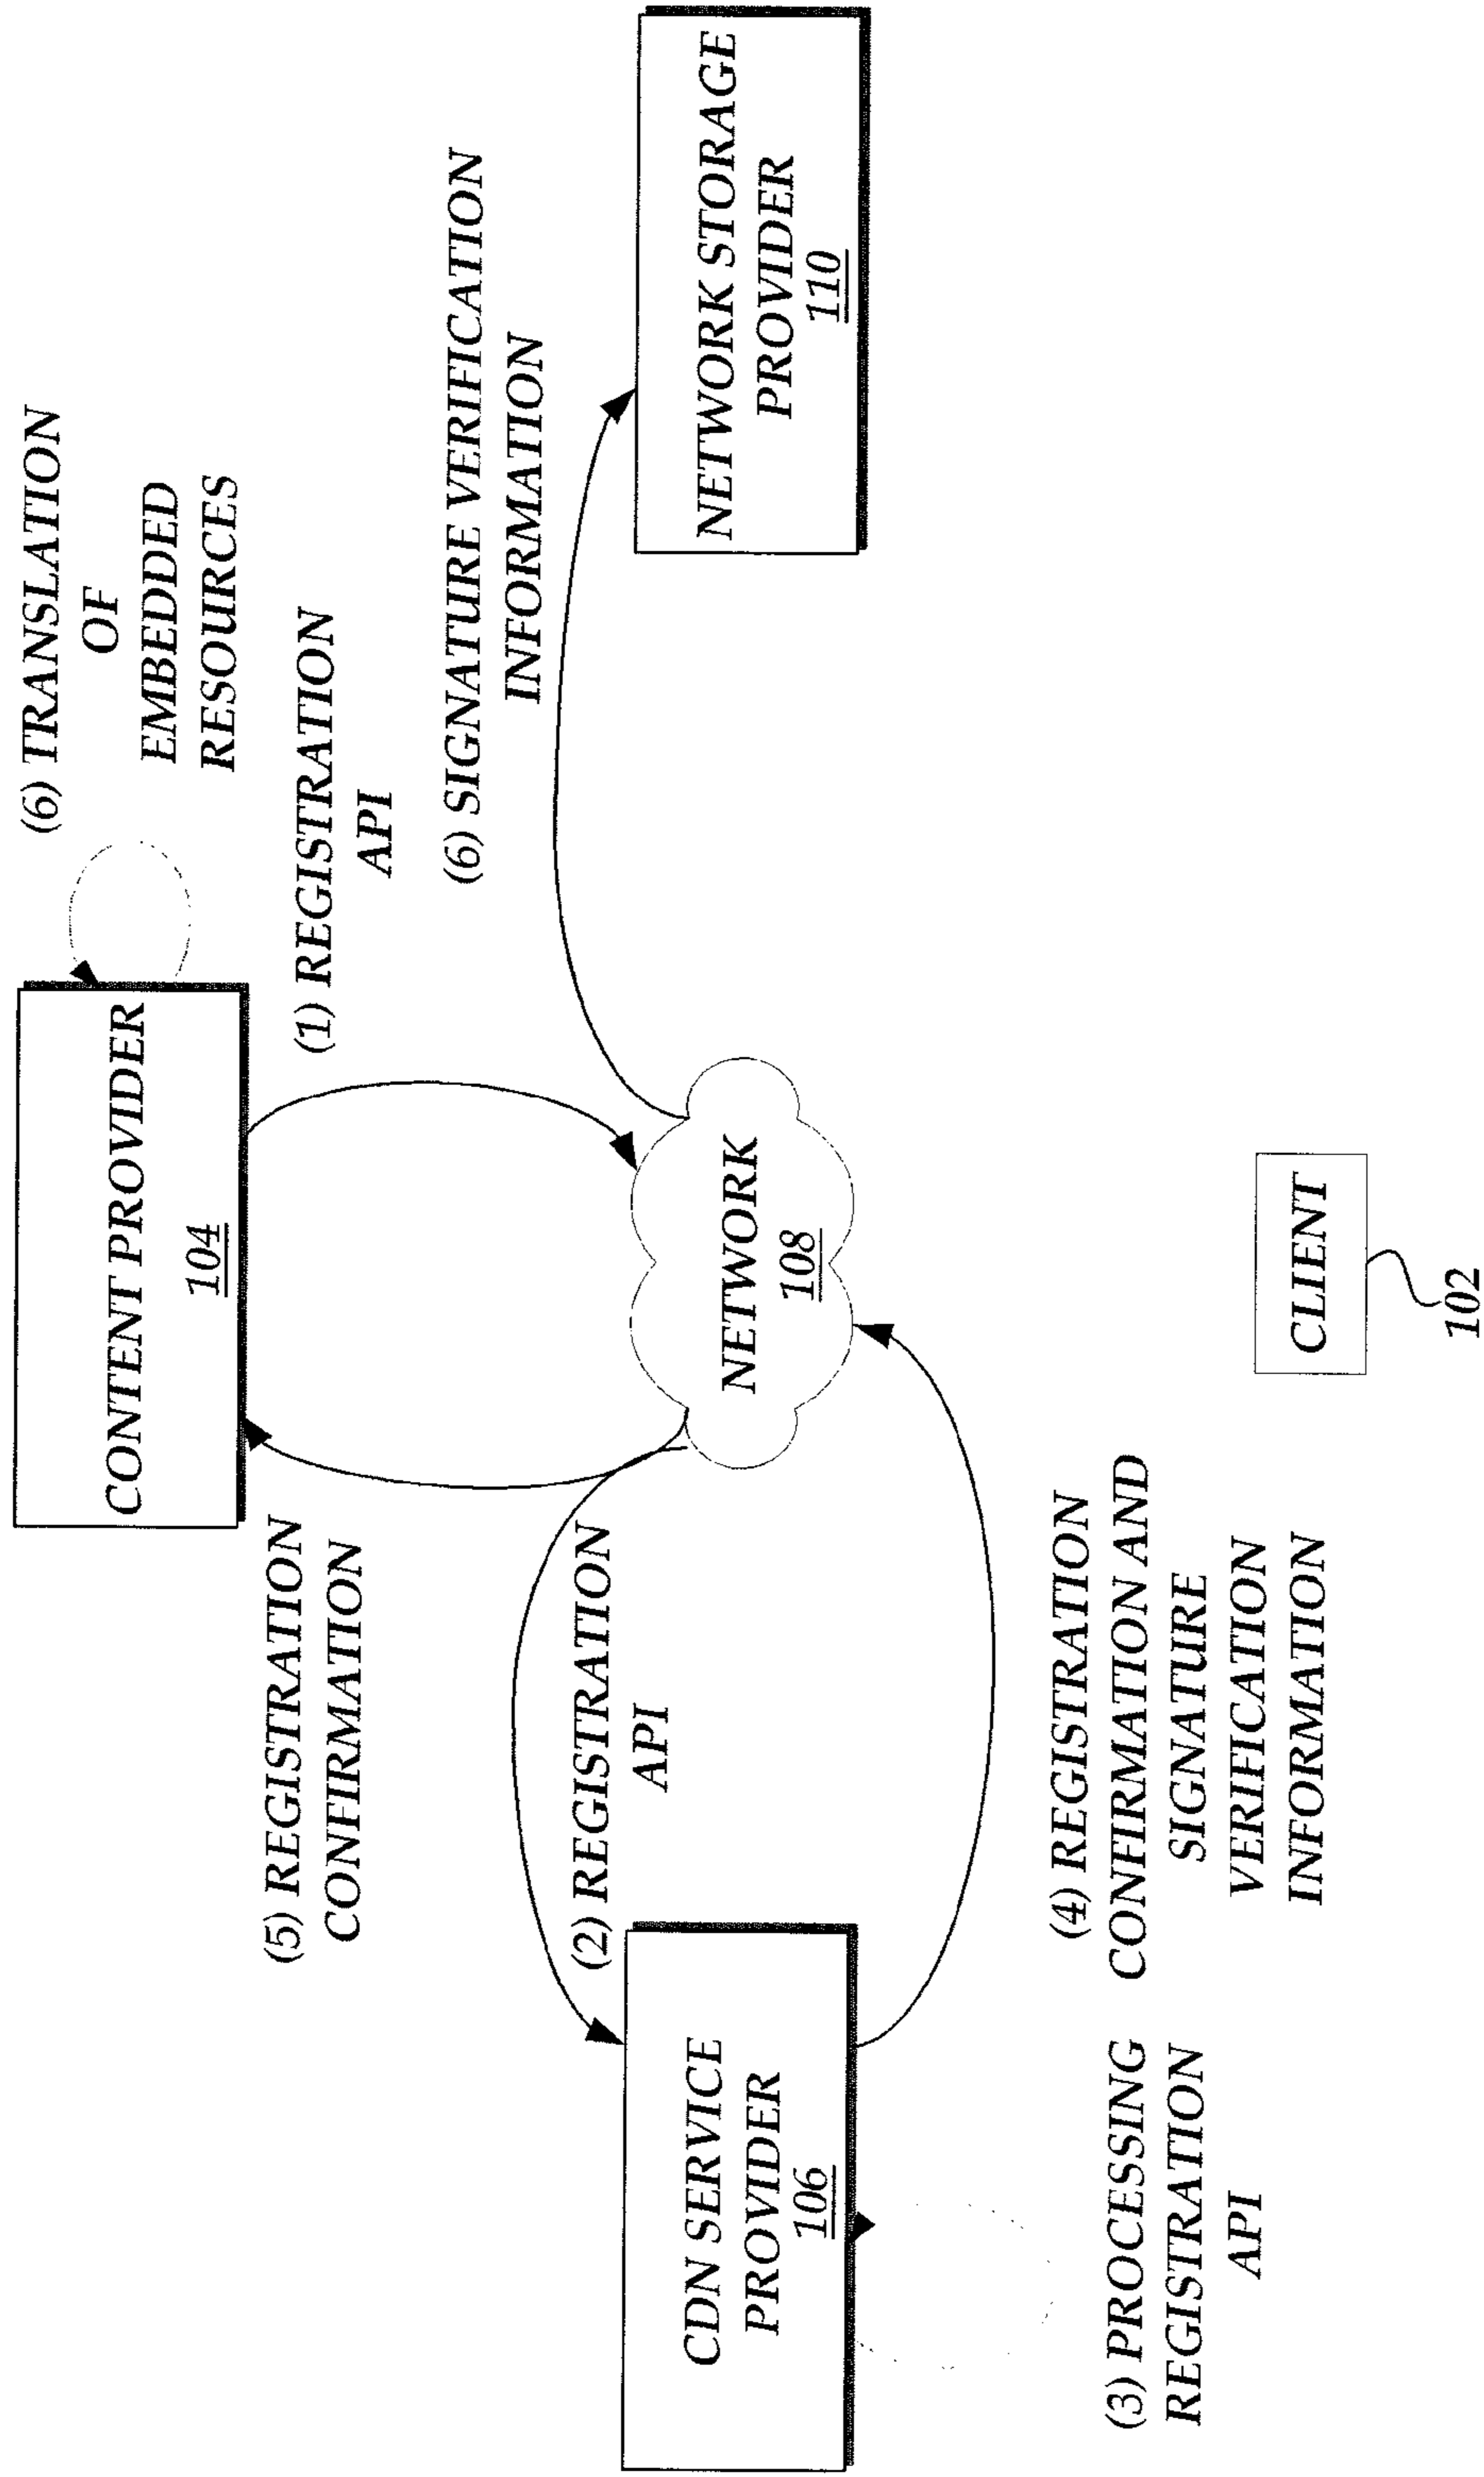 (6) TRANSLATION
OF
EMBEDDED
RESOURCES
CONTENT PROVIDER
104
(1) REGISTRATION
API
(5) REGISTRATION
CONFIRMATION
(6) SIGNATURE VERIFICATION
INFORMATION
(2) REGISTRATION
API
CDN SERVICE
PROVIDER
106
NETWORK
108
NETWORK STORAGE
PROVIDER
110
(4) REGISTRATION
CONFIRMATION AND
SIGNATURE
VERIFICATION
INFORMATION
(3) PROCESSING
REGISTRATION
API
CLIENT
102